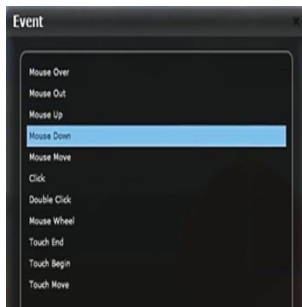 Event
Mouse Over
Mouse Out
Mouse Up
Mouse Down
Mouse Move
Click
Double Click
Mouse Wheel
Touch End
Touch Begin
Touch Move